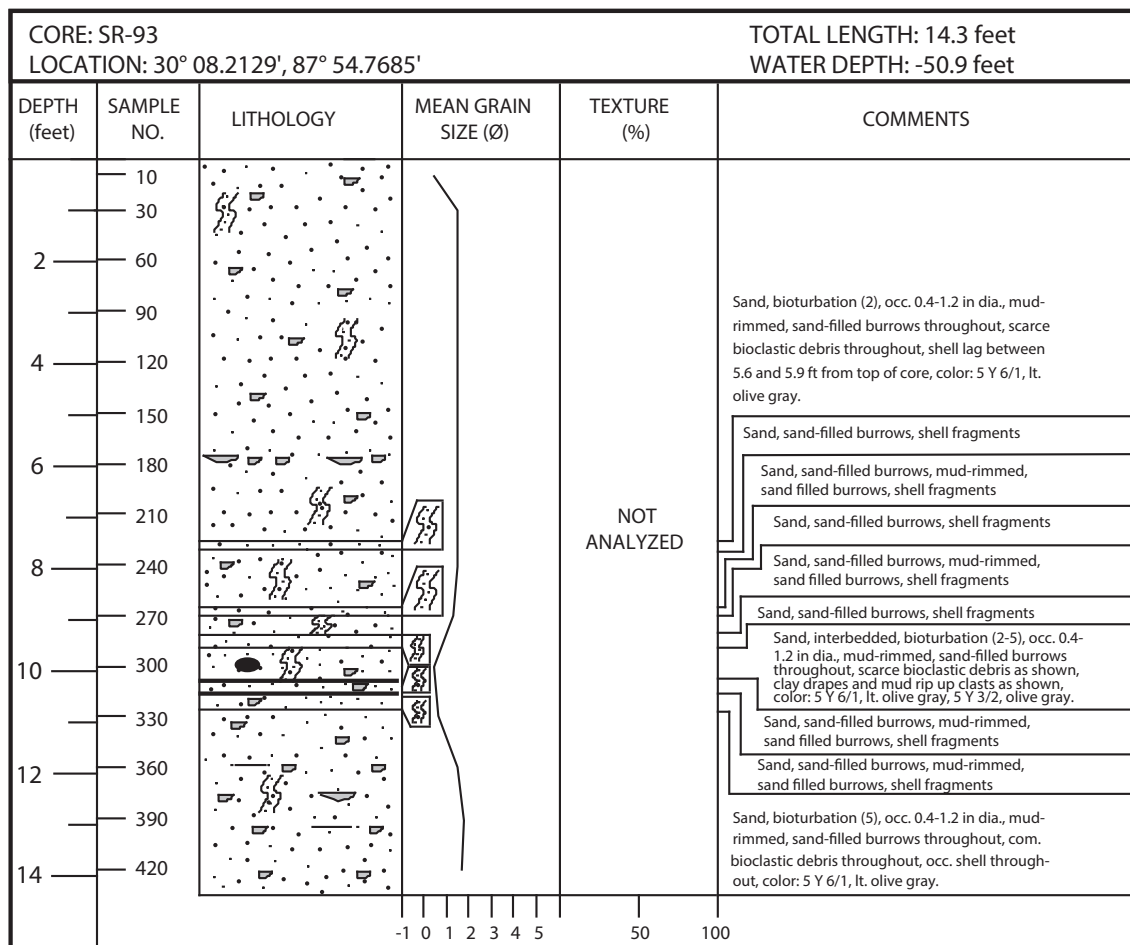 CORE: SR-93
LOCATION: 30° 08.2129', 87° 54.7685'
TOTAL LENGTH: 14.3 feet
WATER DEPTH: -50.9 feet
DEPTH
(feet)
SAMPLE
NO.
LITHOLOGY
MEAN GRAIN
SIZE (Ø)
TEXTURE
(%)
COMMENTS
2
4
6
8
10
12
14
10
30
60
90
120
150
180
210
240
270
300
330
360
390
420
NOT
ANALYZED
Sand, bioturbation (2), occ. 0.4-1.2 in dia., mud-
rimmed, sand-filled burrows throughout, scarce
bioclastic debris throughout, shell lag between
5.6 and 5.9 ft from top of core, color: 5 Y 6/1, lt.
olive gray.
Sand, sand-filled burrows, shell fragments
Sand, sand-filled burrows, mud-rimmed,
sand filled burrows, shell fragments
Sand, sand-filled burrows, shell fragments
Sand, sand-filled burrows, mud-rimmed,
sand filled burrows, shell fragments
Sand, sand-filled burrows, shell fragments
Sand, interbedded, bioturbation (2-5), occ. 0.4-
1.2 in dia., mud-rimmed, sand-filled burrows
throughout, scarce bioclastic debris as shown,
clay drapes and mud rip up clasts as shown,
color: 5 Y 6/1, lt. olive gray, 5 Y 3/2, olive gray.
Sand, sand-filled burrows, mud-rimmed,
sand filled burrows, shell fragments
Sand, sand-filled burrows, mud-rimmed,
sand filled burrows, shell fragments
Sand, bioturbation (5), occ. 0.4-1.2 in dia., mud-
rimmed, sand-filled burrows throughout, com.
bioclastic debris throughout, occ. shell through-
out, color: 5 Y 6/1, lt. olive gray.
-1 0 1 2 3 4 5
50 100